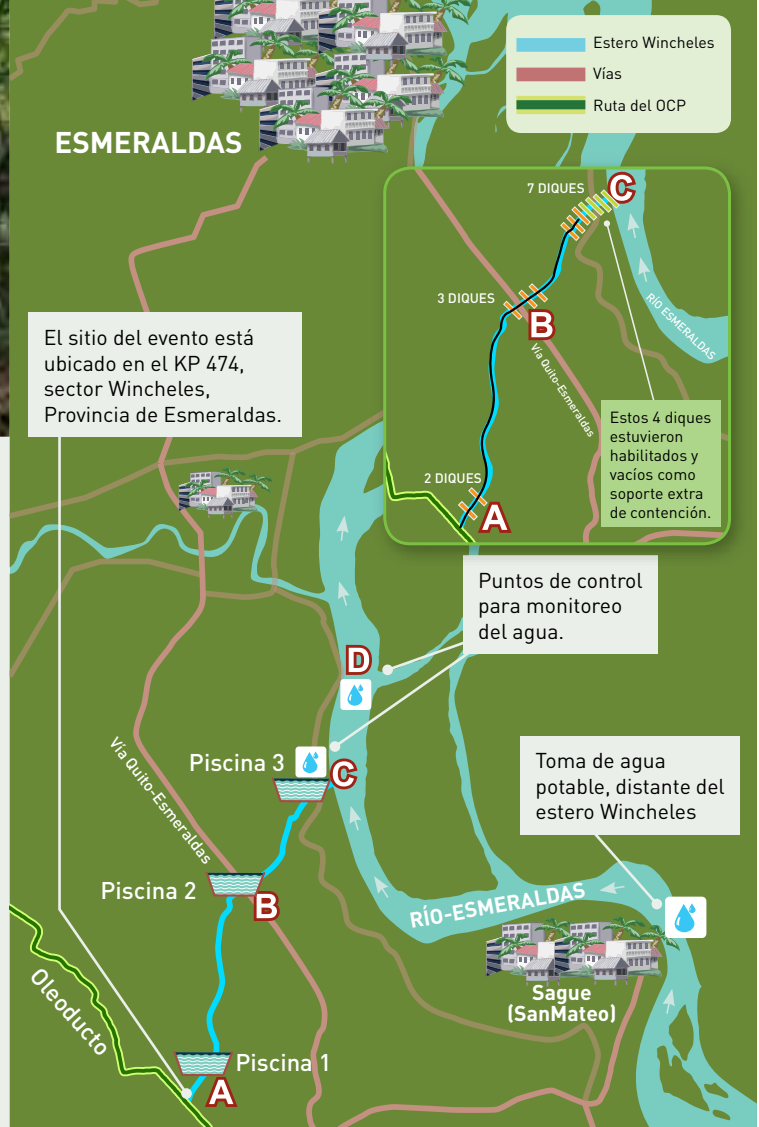 Estero Wincheles
Vías
Ruta del OCP
ESMERALDAS
7 DIQUES
C
3 DIQUES
B
RÍO ESMERALDAS
Vía Quito-Esmeraldas
2 DIQUES
A
Estos 4 diques
estuvieron
habilitados y
vacíos como
soporte extra
de contención.
El sitio del evento está
ubicado en el KP 474,
sector Wincheles,
Provincia de Esmeraldas.
Puntos de control
para monitoreo
del agua.
D
Piscina 3
C
Vía Quito-Esmeraldas
Toma de agua
potable, distante del
estero Wincheles
Piscina 2
B
RÍO-ESMERALDAS
Sague
(SanMateo)
Oleoducto
Piscina 1
A